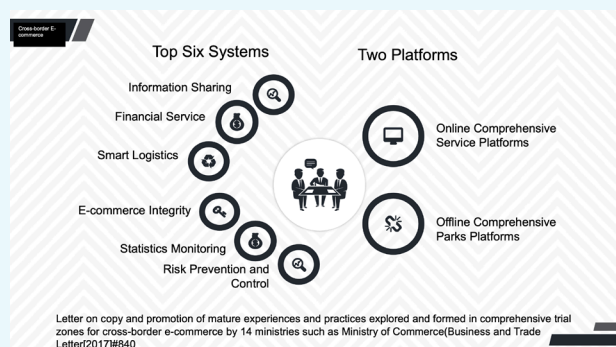 Cross-border E-
commerce
Top Six Systems
Information Sharing
Financial Service
Smart Logistics
E-commerce Integrity
Statistics Monitoring
Risk Prevention and
Control
Two Platforms
Online Comprehensive
Service Platforms
Offline Comprehensive
Parks Platforms
Letter on copy and promotion of mature experiences and practices explored and formed in comprehensive trial
zones for cross-border e-commerce by 14 ministries such as Ministry of Commerce(Business and Trade
Letter[2017]#840